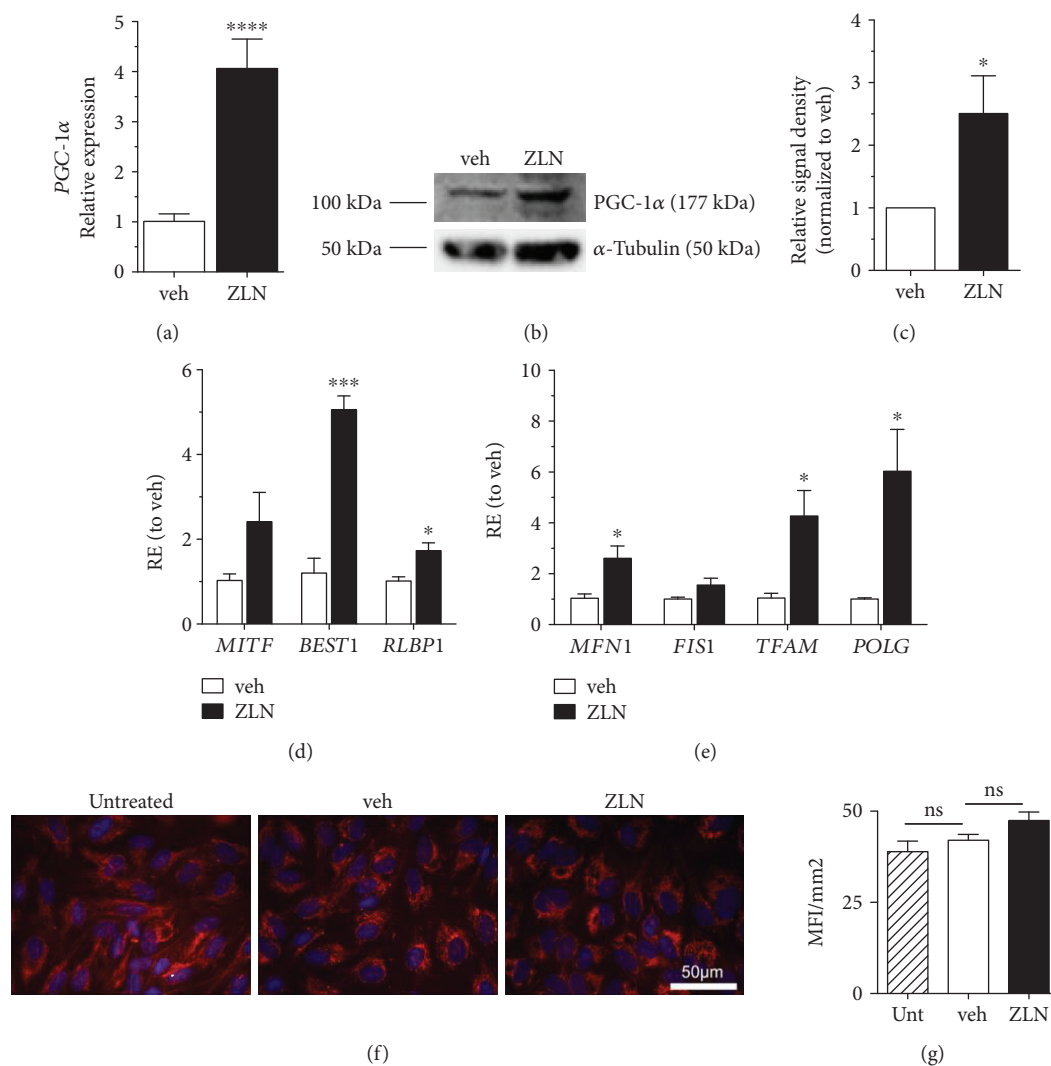 PGC-1α
Relative expression
5
4
3
2
1
0
****
veh ZLN
(a)
veh ZLN
100 kDa
PGC-1α (177 kDa)
50 kDa
α-Tubulin (50 kDa)
(b)
Relative signal density
(normalized to veh)
4
3
2
1
0
*
veh ZLN
(c)
RE (to veh)
6
4
2
0
***
*
MITF BEST1 RLBP1
veh
ZLN
(d)
RE (to veh)
10
8
6
4
2
0
*
*
*
MFN1 FIS1 TFAM POLG
veh
ZLN
(e)
Untreated veh ZLN
50μm
(f)
MFI/mm2
50
25
0
ns
ns
Unt veh ZLN
(g)